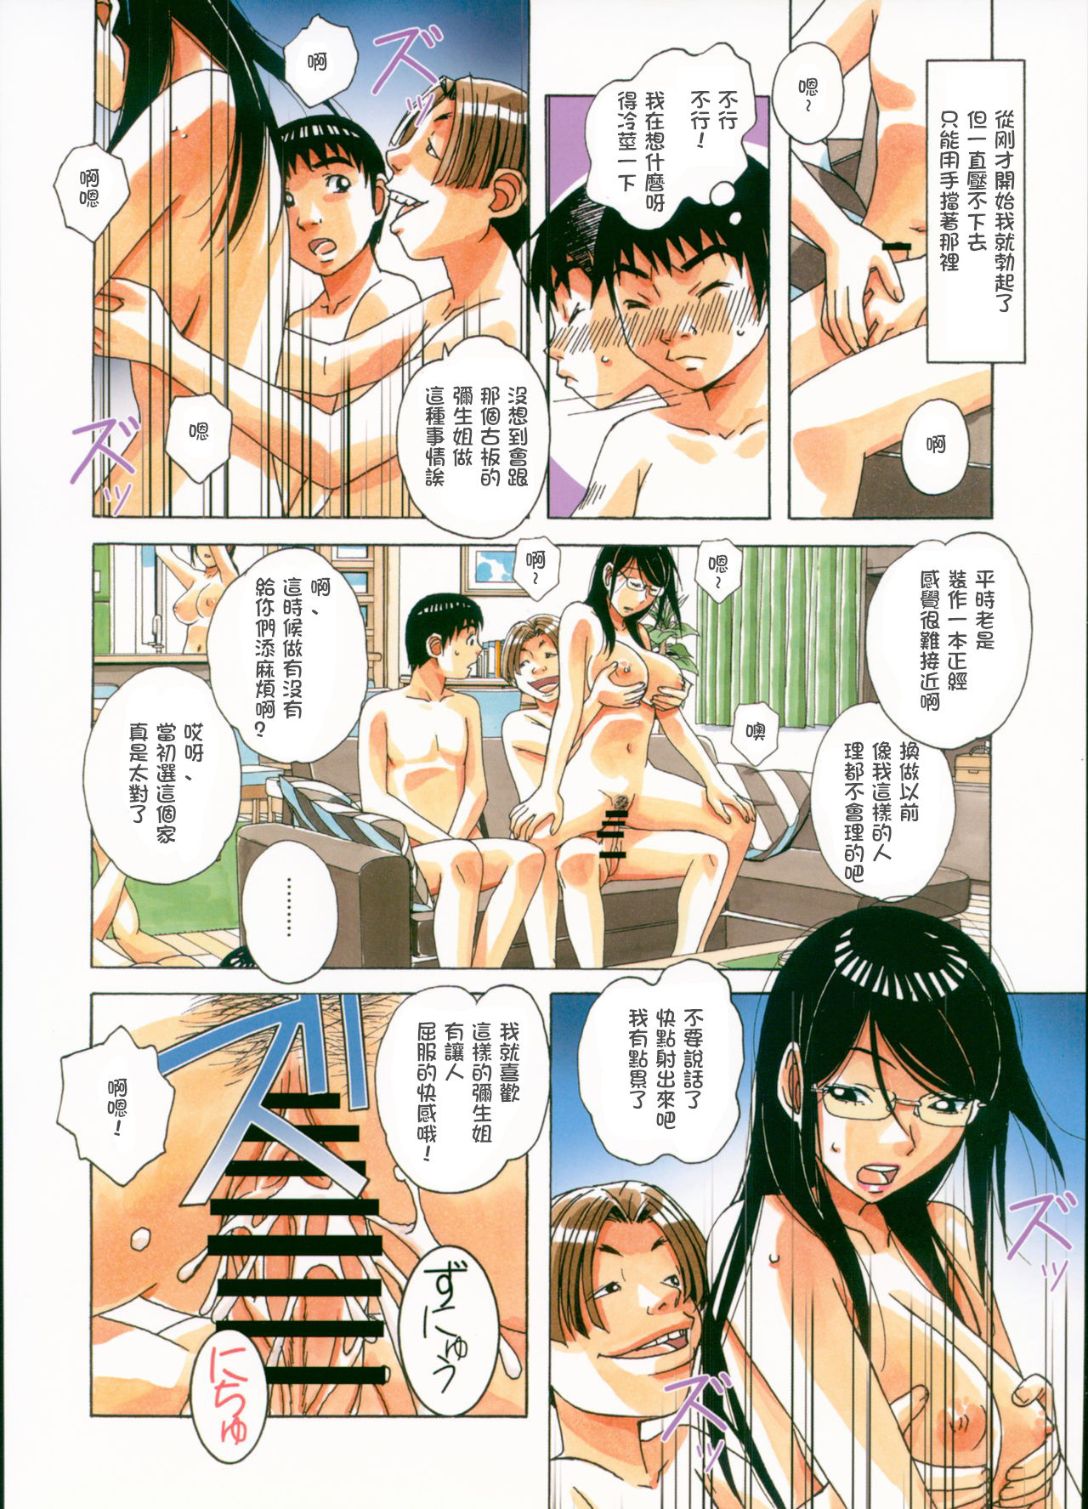 從剛才開始我就勃起了
但一直壓不下去
只能用手擋著那裡
嗯~
啊
不行
不行!
我在想什麼呀
得冷莖一下
ズ
ズッ
啊
啊嗯
嗯
沒想到會跟
那個古板的
彌生姐做
這種事情誒
ズ
ズッ
平時老是
裝作一本正經
感覺很難接近啊
換做以前
像我這樣的人
理都不會理的吧
嗯~
啊~
噢
啊、
這時候做有沒有
給你們添麻煩啊?
哎呀、
當初選這個家
真是太對了
………
不要說話了
快點射出來吧
我有點累了
ズ
ズッ
ズ
ズッ
我就喜歡
這樣的彌生姐
有讓人
屈服的快感哦!
啊嗯!
ズ
ずにゅう
にちゅ